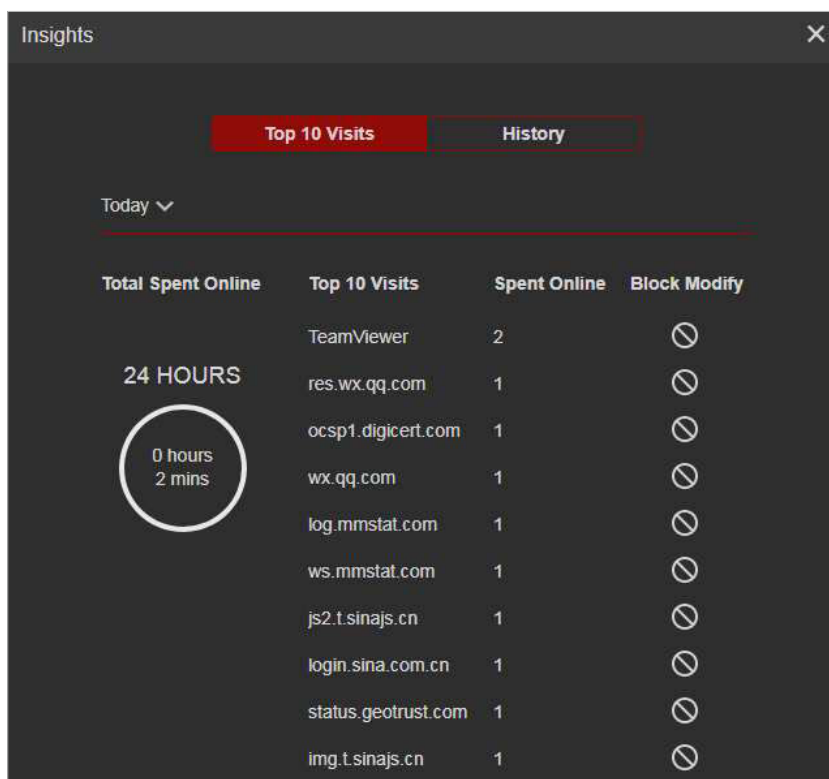 Insights
Top 10 Visits History
Today
Total Spent Online Top 10 Visits Spent Online Block Modify
TeamViewer 2
24 HOURS
res.wx.qq.com 1
ocsp1.digicert.com 1
0 hours
2 mins
wx.qq.com 1
log.mmstat.com 1
ws.mmstat.com 1
js2.t.sinajs.cn 1
login.sina.com.cn 1
status.geotrust.com 1
img.t.sinajs.cn 1